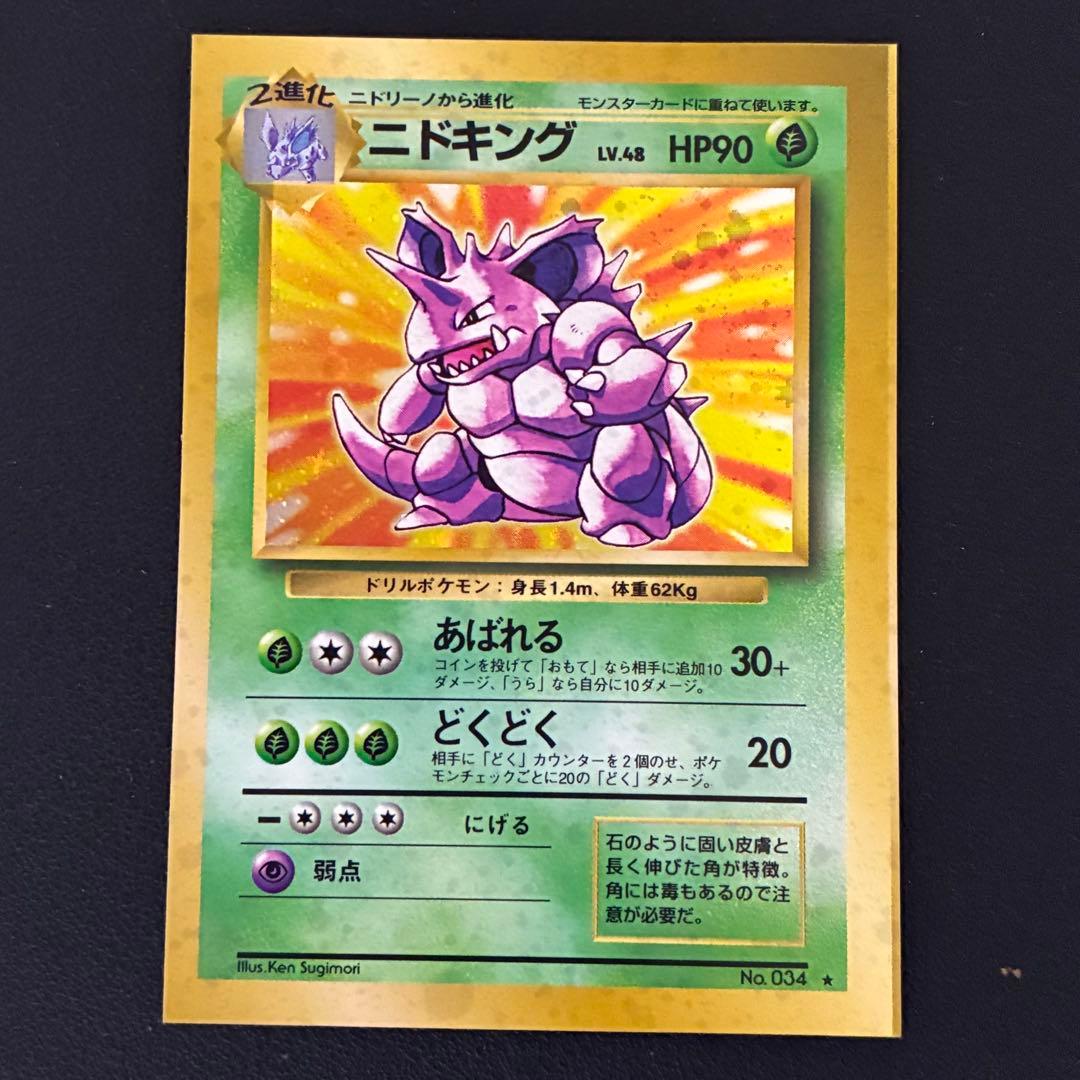 2進化 ニドリーノから進化 モンスターカードに重ねて使います。
ニドキング LV.48 HP90
ドリルポケモン：身長1.4m、体重62Kg
あばれる
コインを投げて「おもて」なら相手に追加10
ダメージ、「うら」なら自分に10ダメージ。
30+
どくどく
相手に「どく」カウンターを2個のせ、ポケ
モンチェックごとに20の「どく」ダメージ。
20
にげる
弱点
石のように固い皮膚と
長く伸びた角が特徴。
角には毒もあるので注
意が必要だ。
Illus.Ken Sugimori
No.034 ★